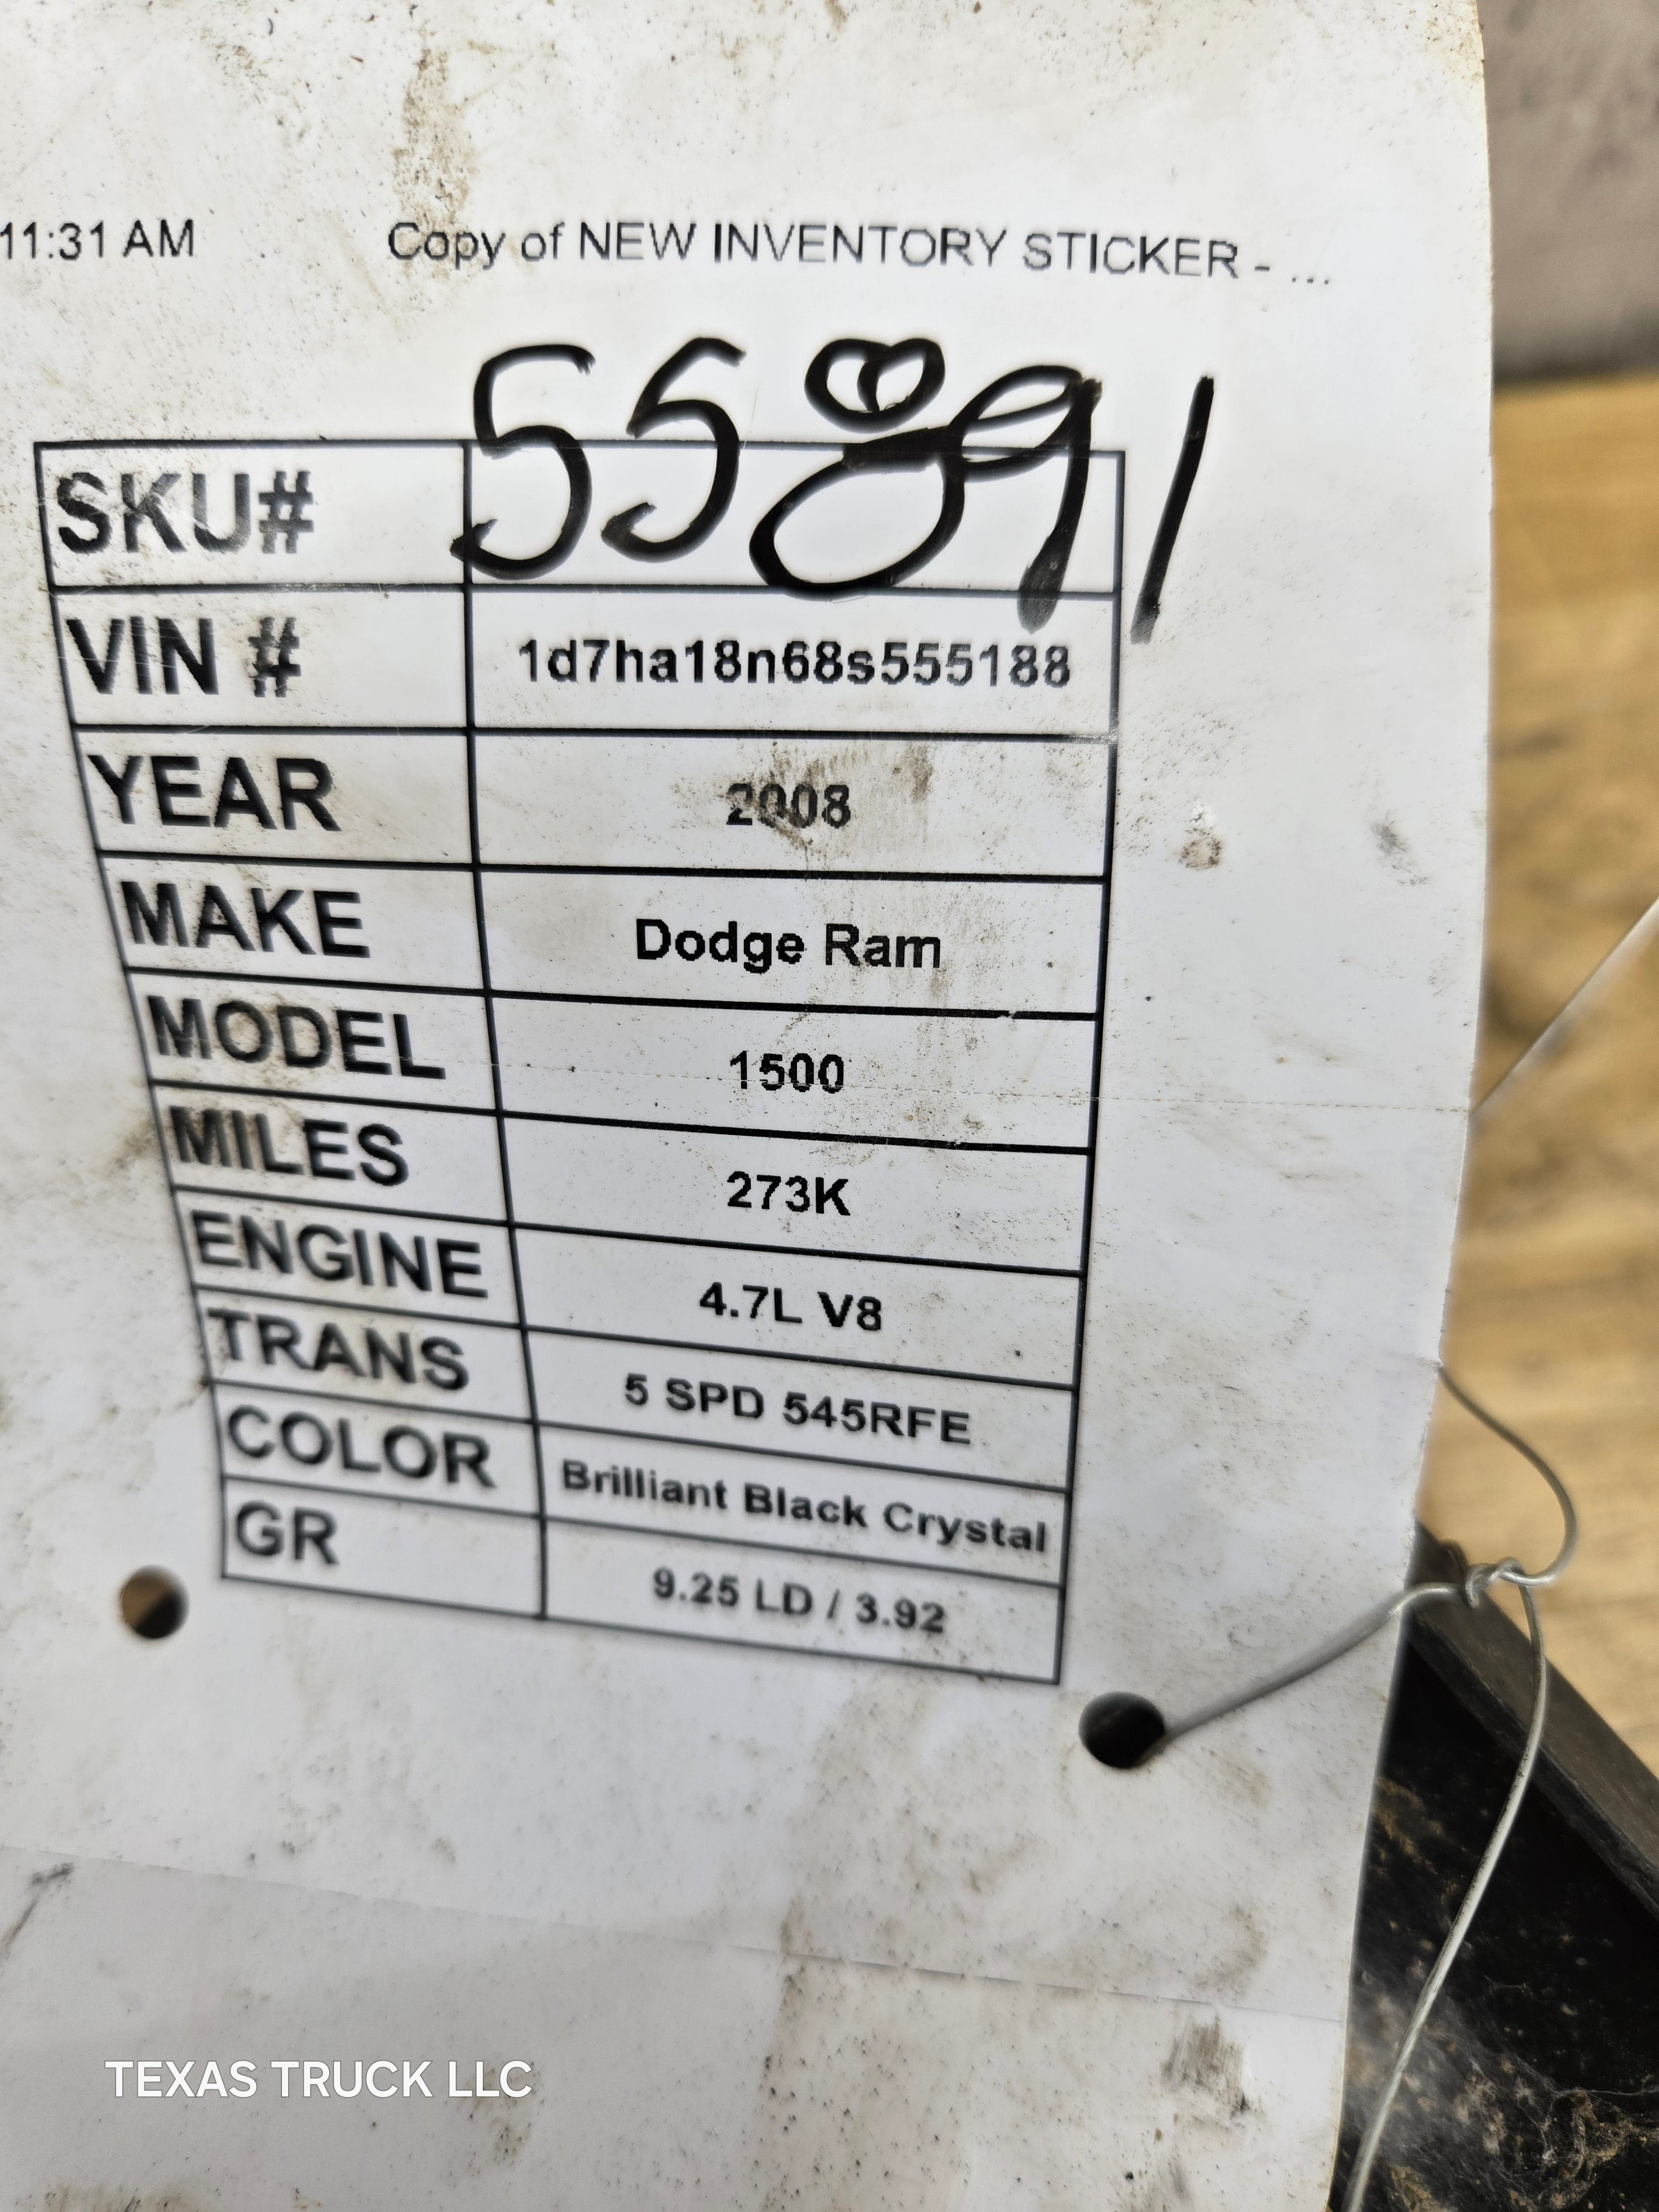 11:31 AM Copy of NEW INVENTORY STICKER - ...
SKU# 55891
VIN # 1d7ha18n68s555188
YEAR 2008
MAKE Dodge Ram
MODEL 1500
MILES 273K
ENGINE 4.7L V8
TRANS 5 SPD 545RFE
COLOR Brilliant Black Crystal
GR 9.25 LD / 3.92
TEXAS TRUCK LLC